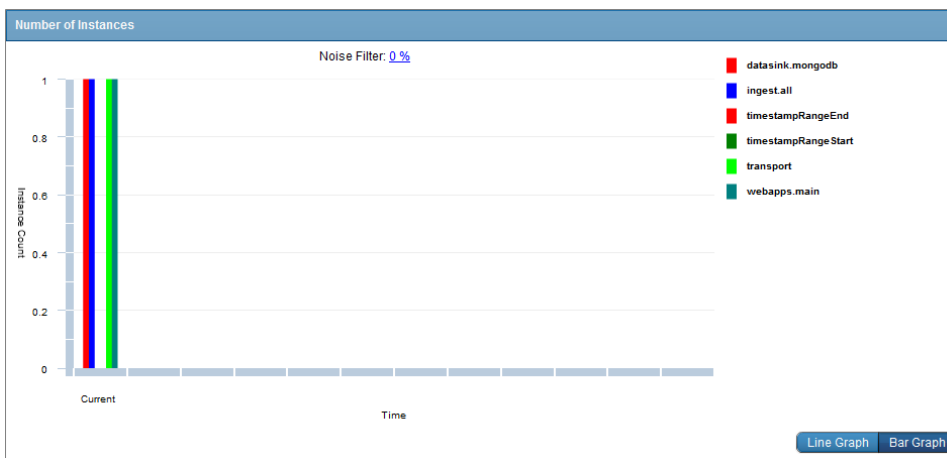 Number of Instances
Noise Filter: 0 %
1
0.8
0.6
0.4
0.2
0
Instance Count
Current
Time
datasink.mongodb
ingest.all
timestampRangeEnd
timestampRangeStart
transport
webapps.main
Line Graph
Bar Graph